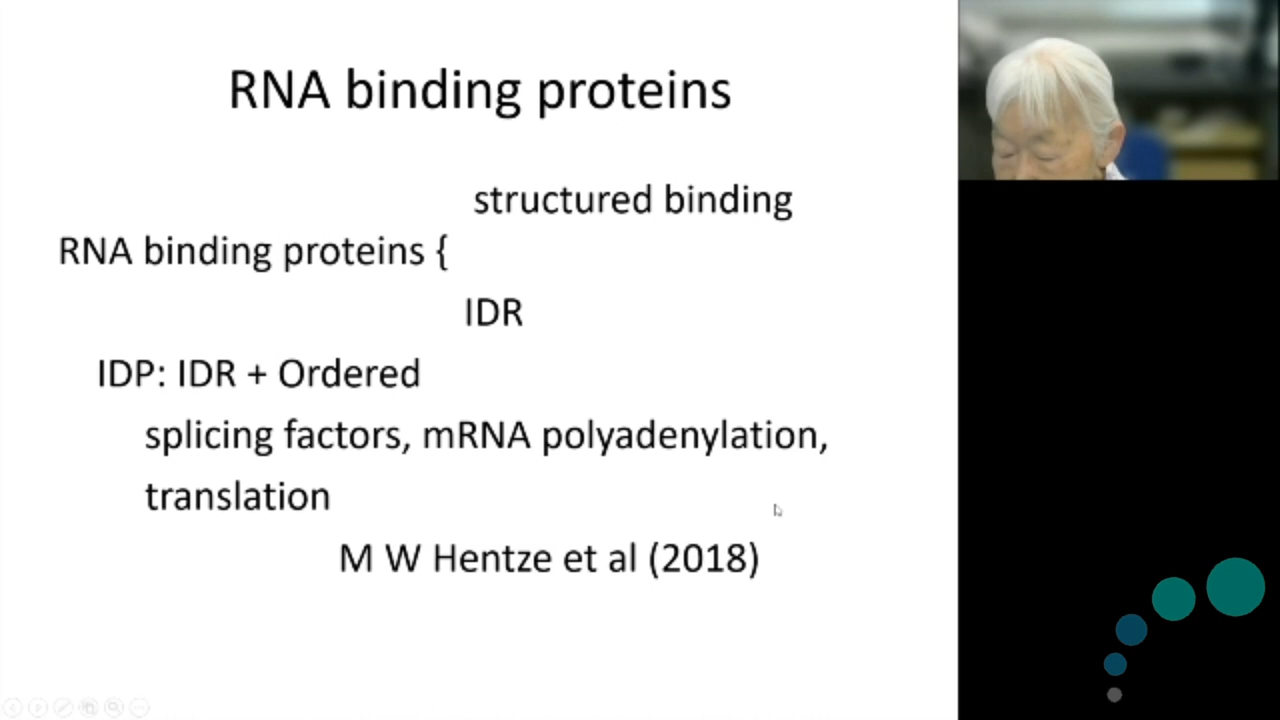 RNA binding proteins
structured binding
RNA binding proteins {
IDR
IDP: IDR + Ordered
splicing factors, mRNA polyadenylation,
translation
M W Hentze et al (2018)